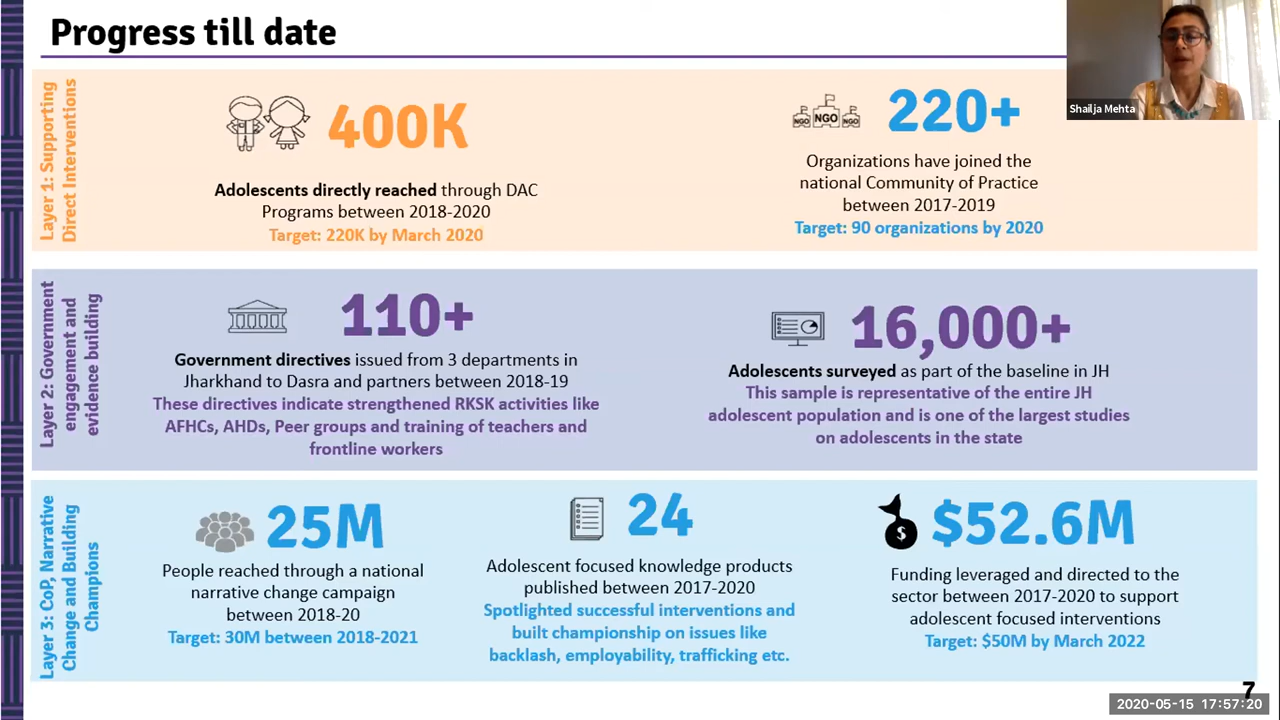 Progress till date
Shailja Mehta
Layer 1: Supporting
Direct Interventions
400K
Adolescents directly reached through DAC
Programs between 2018-2020
Target: 220K by March 2020
NGO NGO NGO
220+
Organizations have joined the
national Community of Practice
between 2017-2019
Target: 90 organizations by 2020
Layer 2: Government
engagement and
evidence building
110+
Government directives issued from 3 departments in
Jharkhand to Dasra and partners between 2018-19
These directives indicate strengthened RKSK activities like
AFHCs, AHDs, Peer groups and training of teachers and
frontline workers
16,000+
Adolescents surveyed as part of the baseline in JH
This sample is representative of the entire JH
adolescent population and is one of the largest studies
on adolescents in the state
Layer 3: CoP, Narrative
Change and Building
Champions
25M
People reached through a national
narrative change campaign
between 2018-20
Target: 30M between 2018-2021
24
Adolescent focused knowledge products
published between 2017-2020
Spotlighted successful interventions and
built championship on issues like
backlash, employability, trafficking etc.
$
$52.6M
Funding leveraged and directed to the
sector between 2017-2020 to support
adolescent focused interventions
Target: $50M by March 2022
7
2020-05-15 17:57:20